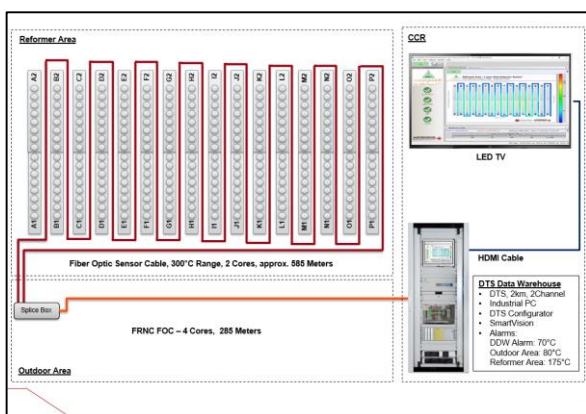 Reformer Area
A2 B2 C2 D2 E2 F2 G2 H2 I2 J2 K2 L2 M2 N2 O2 P2
A1 B1 C1 D1 E1 F1 G1 H1 I1 J1 K1 L1 M1 N1 O1 P1
Fiber Optic Sensor Cable, 300°C Range, 2 Cores, approx. 585 Meters
Splice Box
FRNC FOC – 4 Cores, 285 Meters
Outdoor Area
CCR
LED TV
HDMI Cable
DTS Data Warehouse
• DTS, 2km, 2Channel
• Industrial PC
• DTS Configurator
• SmartVision
• Alarms:
DDW Alarm: 70°C
Outdoor Area: 80°C
Reformer Area: 175°C